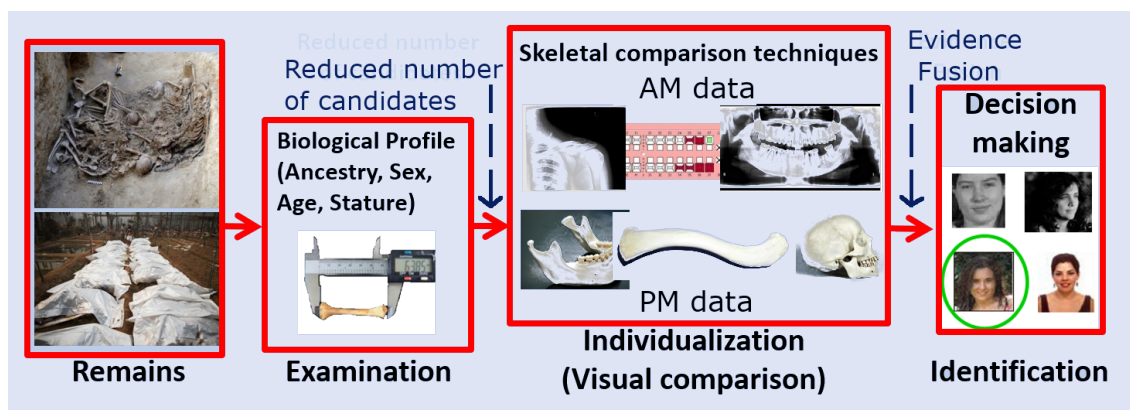 Reduced number
Reduced number
of candidates
Biological Profile
(Ancestry, Sex,
Age, Stature)
Skeletal comparison techniques
AM data
PM data
Evidence
Fusion
Decision
making
Remains
Examination
Individualization
(Visual comparison)
Identification